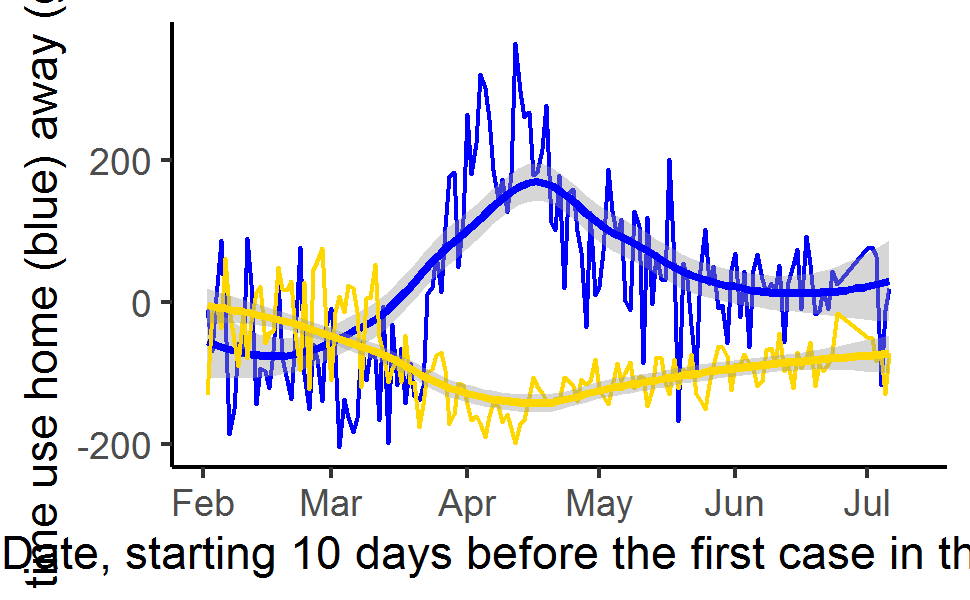 time use home (blue) away (
200
0
-200
Feb Mar Apr May Jun Jul
Date, starting 10 days before the first case in th